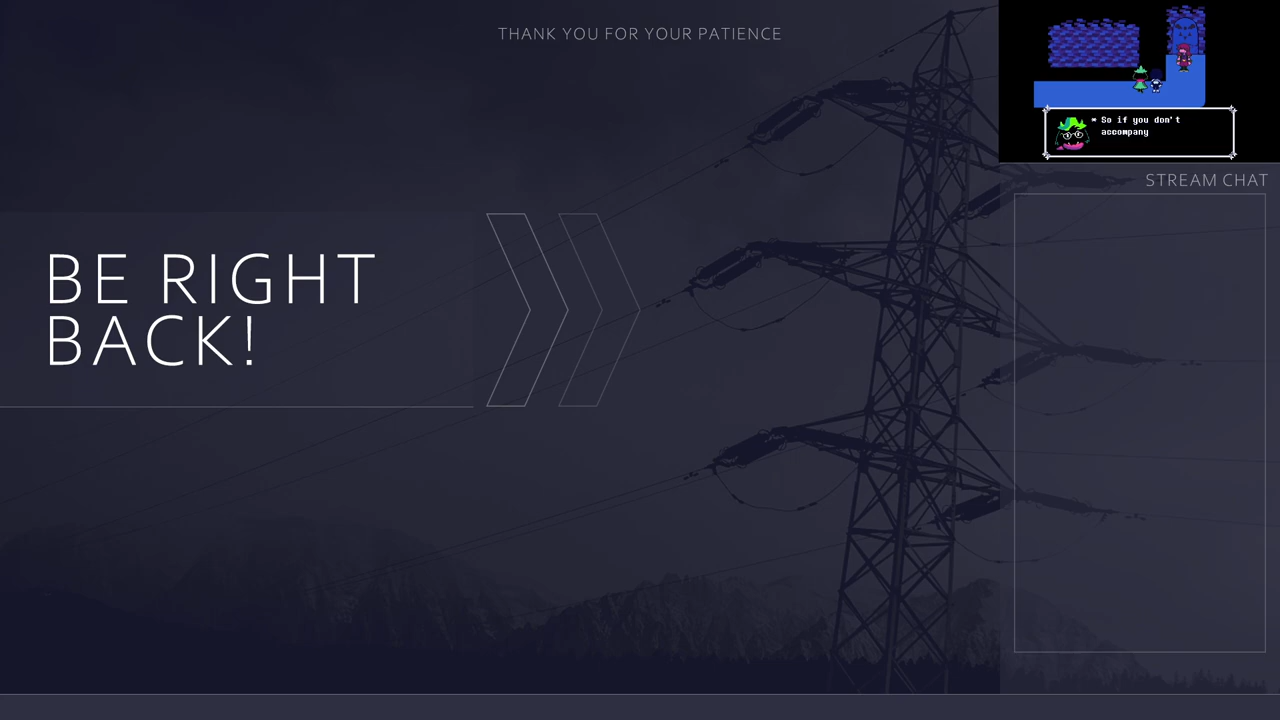 THANK YOU FOR YOUR PATIENCE
* So if you don't
accompany
STREAM CHAT
BE RIGHT
BACK!